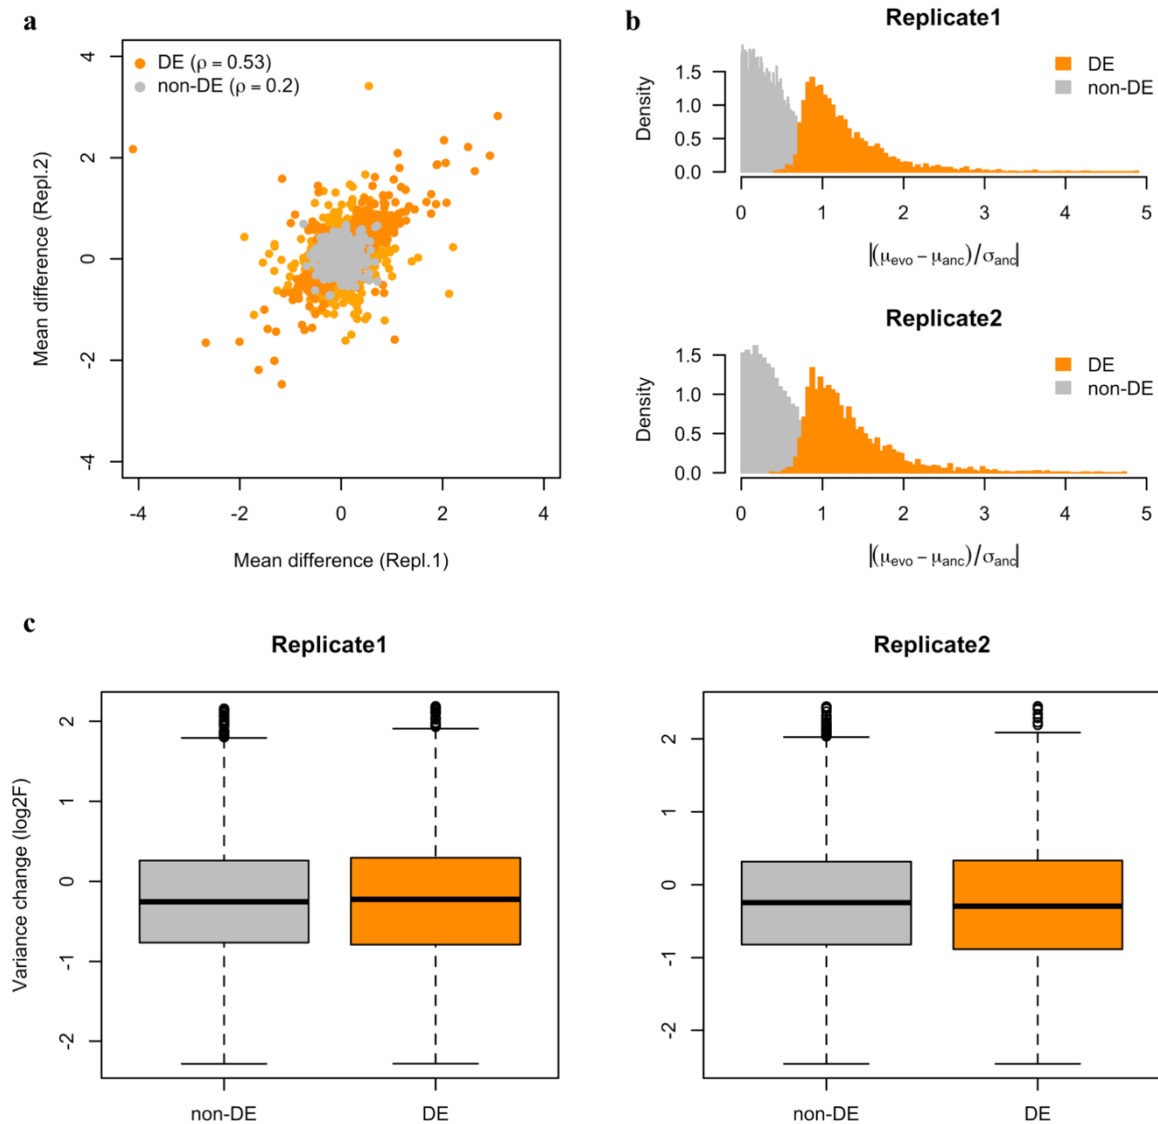 a
4
2
0
-2
-4
Mean difference (Repl.2)
DE (ρ = 0.53)
non-DE (ρ = 0.2)
-4 -2 0 2 4
Mean difference (Repl.1)
b
Replicate1
Density
1.5
1.0
0.5
0.0
DE
non-DE
0 1 2 3 4 5
|(μevo − μanc)/σanc|
Replicate2
Density
1.5
1.0
0.5
0.0
DE
non-DE
0 1 2 3 4 5
|(μevo − μanc)/σanc|
c
Replicate1
Variance change (log2F)
2
1
0
-1
-2
non-DE DE
Replicate2
2
1
0
-1
-2
non-DE DE